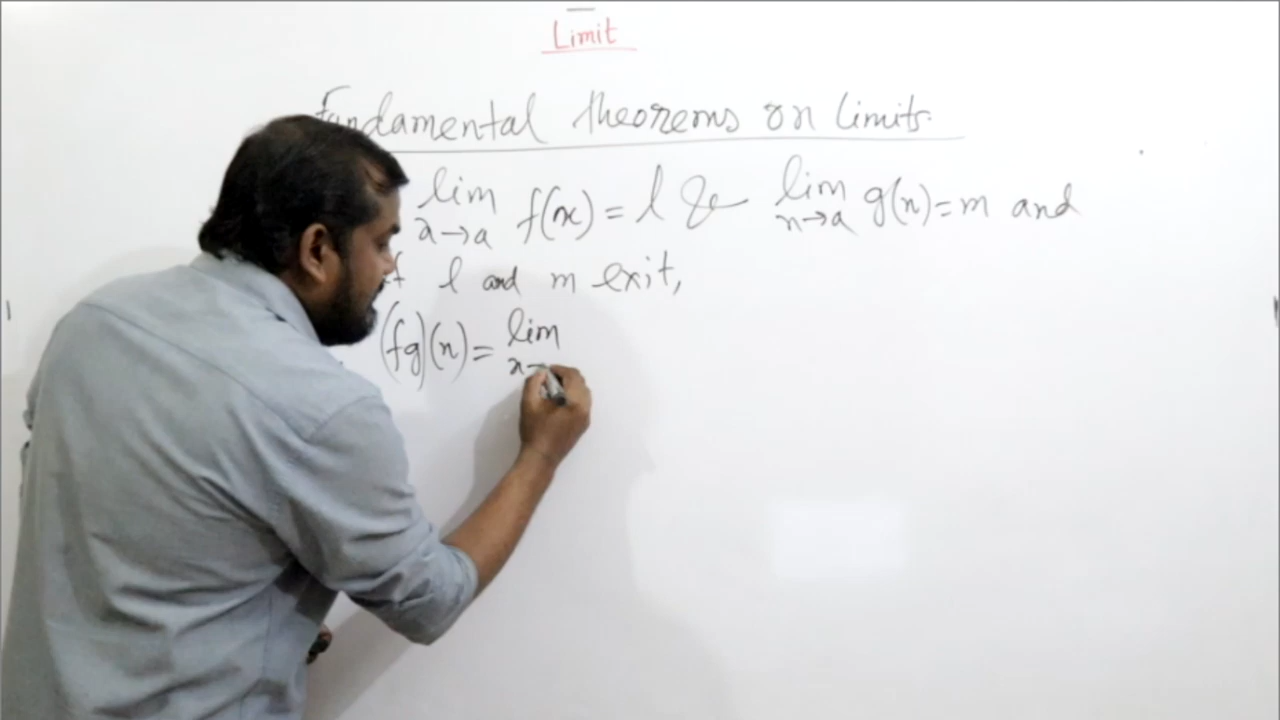 Limit
Fundamental theorems on Limits.
lim x→a f(x) = l & lim x→a g(x) = m and
if l and m exit,
(fg)(x) = lim x→